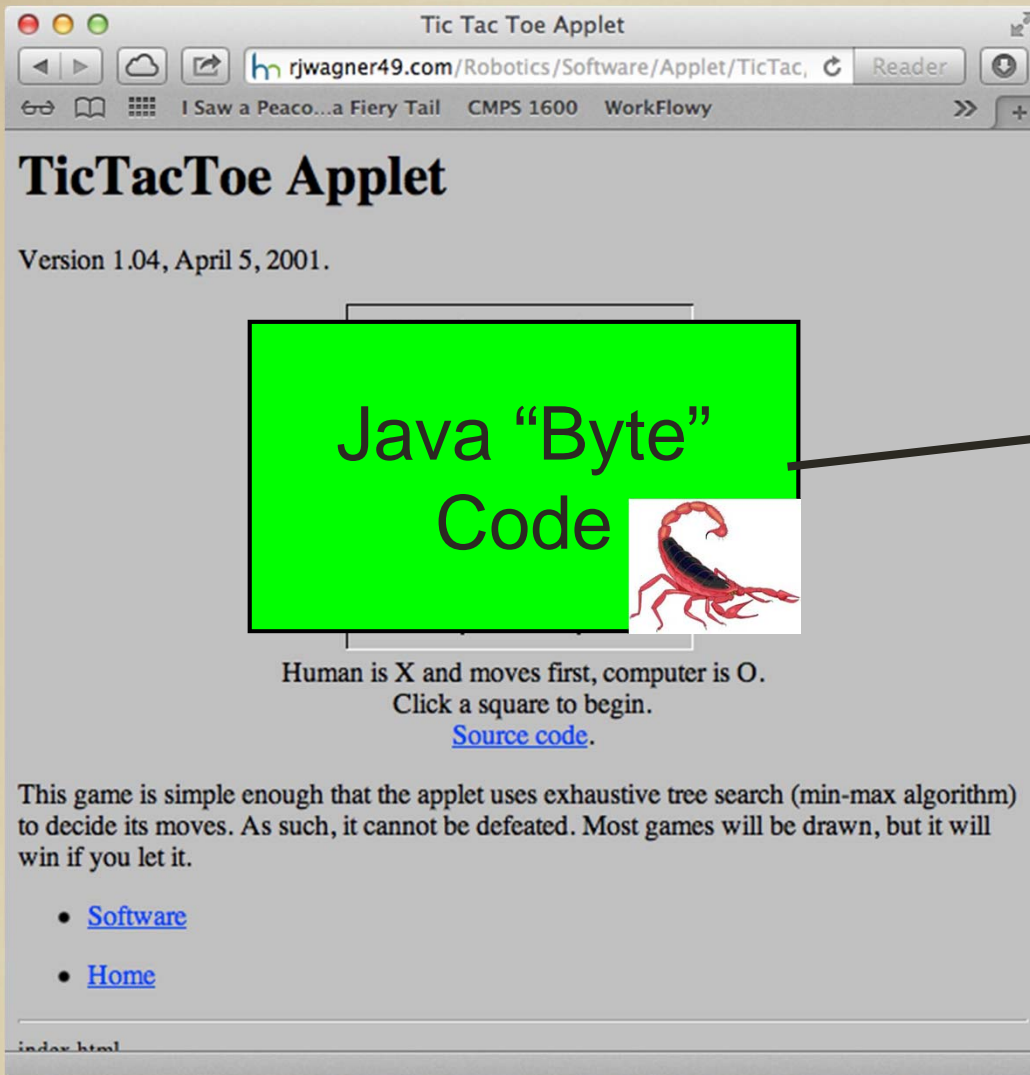 Tic Tac Toe Applet
rjwagner49.com/Robotics/Software/Applet/TicTac, Reader
I Saw a Peaco...a Fiery Tail CMPS 1600 WorkFlowy
TicTacToe Applet
Version 1.04, April 5, 2001.
Java “Byte”
Code
Human is X and moves first, computer is O.
Click a square to begin.
Source code.
This game is simple enough that the applet uses exhaustive tree search (min-max algorithm)
to decide its moves. As such, it cannot be defeated. Most games will be drawn, but it will
win if you let it.
• Software
• Home
index.html